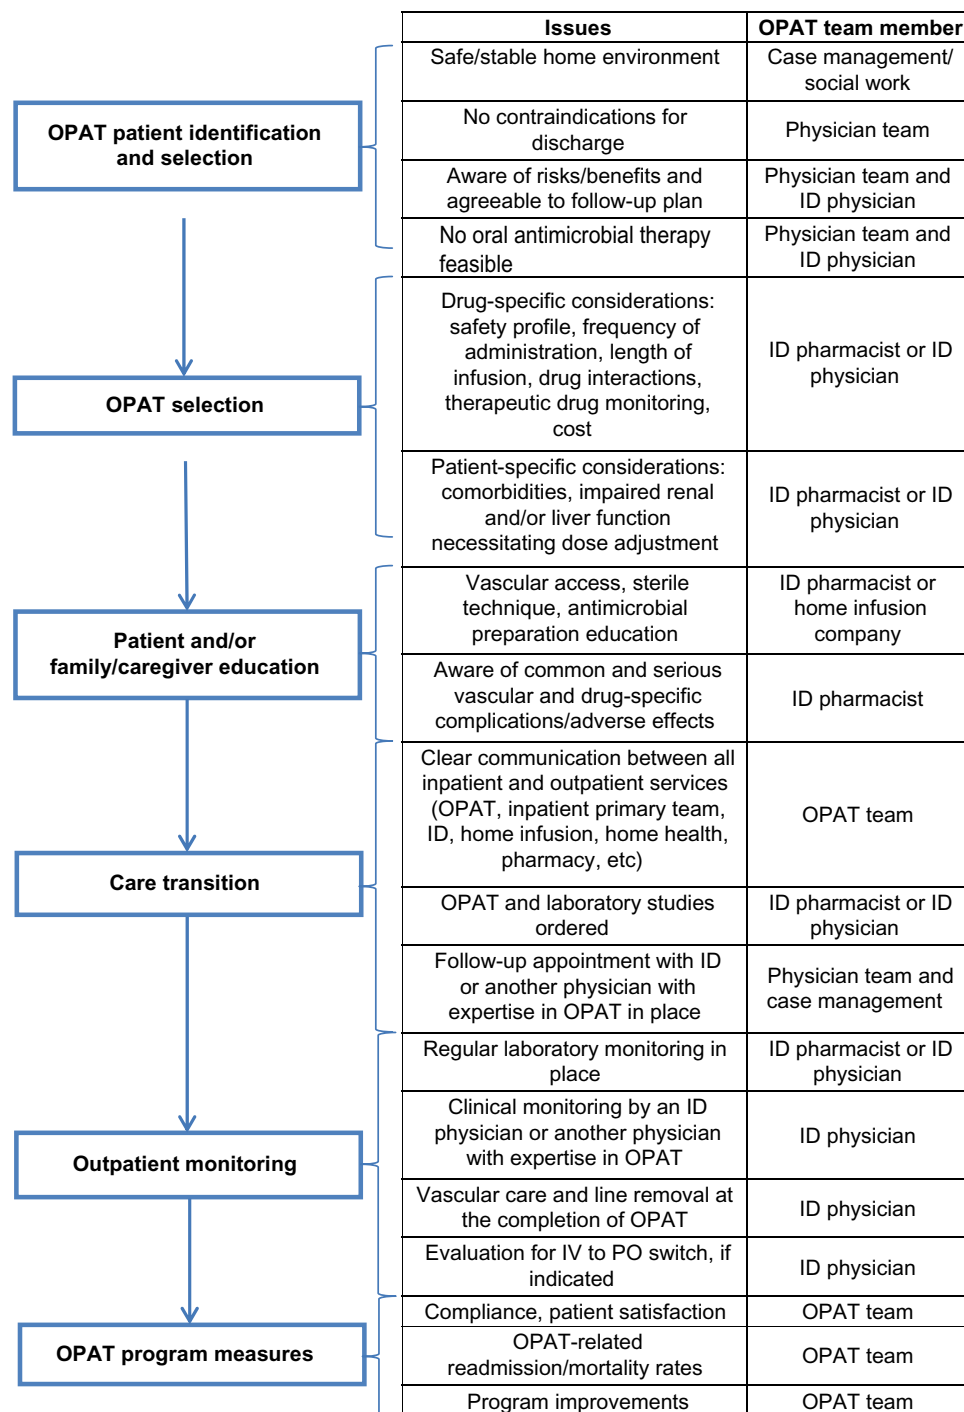 Issues
OPAT team member
OPAT patient identification
and selection
Safe/stable home environment
Case management/
social work
No contraindications for
discharge
Physician team
Aware of risks/benefits and
agreeable to follow-up plan
Physician team and
ID physician
No oral antimicrobial therapy
feasible
Physician team and
ID physician
OPAT selection
Drug-specific considerations:
safety profile, frequency of
administration, length of
infusion, drug interactions,
therapeutic drug monitoring,
cost
ID pharmacist or ID
physician
Patient-specific considerations:
comorbidities, impaired renal
and/or liver function
necessitating dose adjustment
ID pharmacist or ID
physician
Patient and/or
family/caregiver education
Vascular access, sterile
technique, antimicrobial
preparation education
ID pharmacist or
home infusion
company
Aware of common and serious
vascular and drug-specific
complications/adverse effects
ID pharmacist
Care transition
Clear communication between all
inpatient and outpatient services
(OPAT, inpatient primary team,
ID, home infusion, home health,
pharmacy, etc)
OPAT team
OPAT and laboratory studies
ordered
ID pharmacist or ID
physician
Follow-up appointment with ID
or another physician with
expertise in OPAT in place
Physician team and
case management
Outpatient monitoring
Regular laboratory monitoring in
place
ID pharmacist or ID
physician
Clinical monitoring by an ID
physician or another physician
with expertise in OPAT
ID physician
Vascular care and line removal at
the completion of OPAT
ID physician
Evaluation for IV to PO switch, if
indicated
ID physician
OPAT program measures
Compliance, patient satisfaction
OPAT team
OPAT-related
readmission/mortality rates
OPAT team
Program improvements
OPAT team